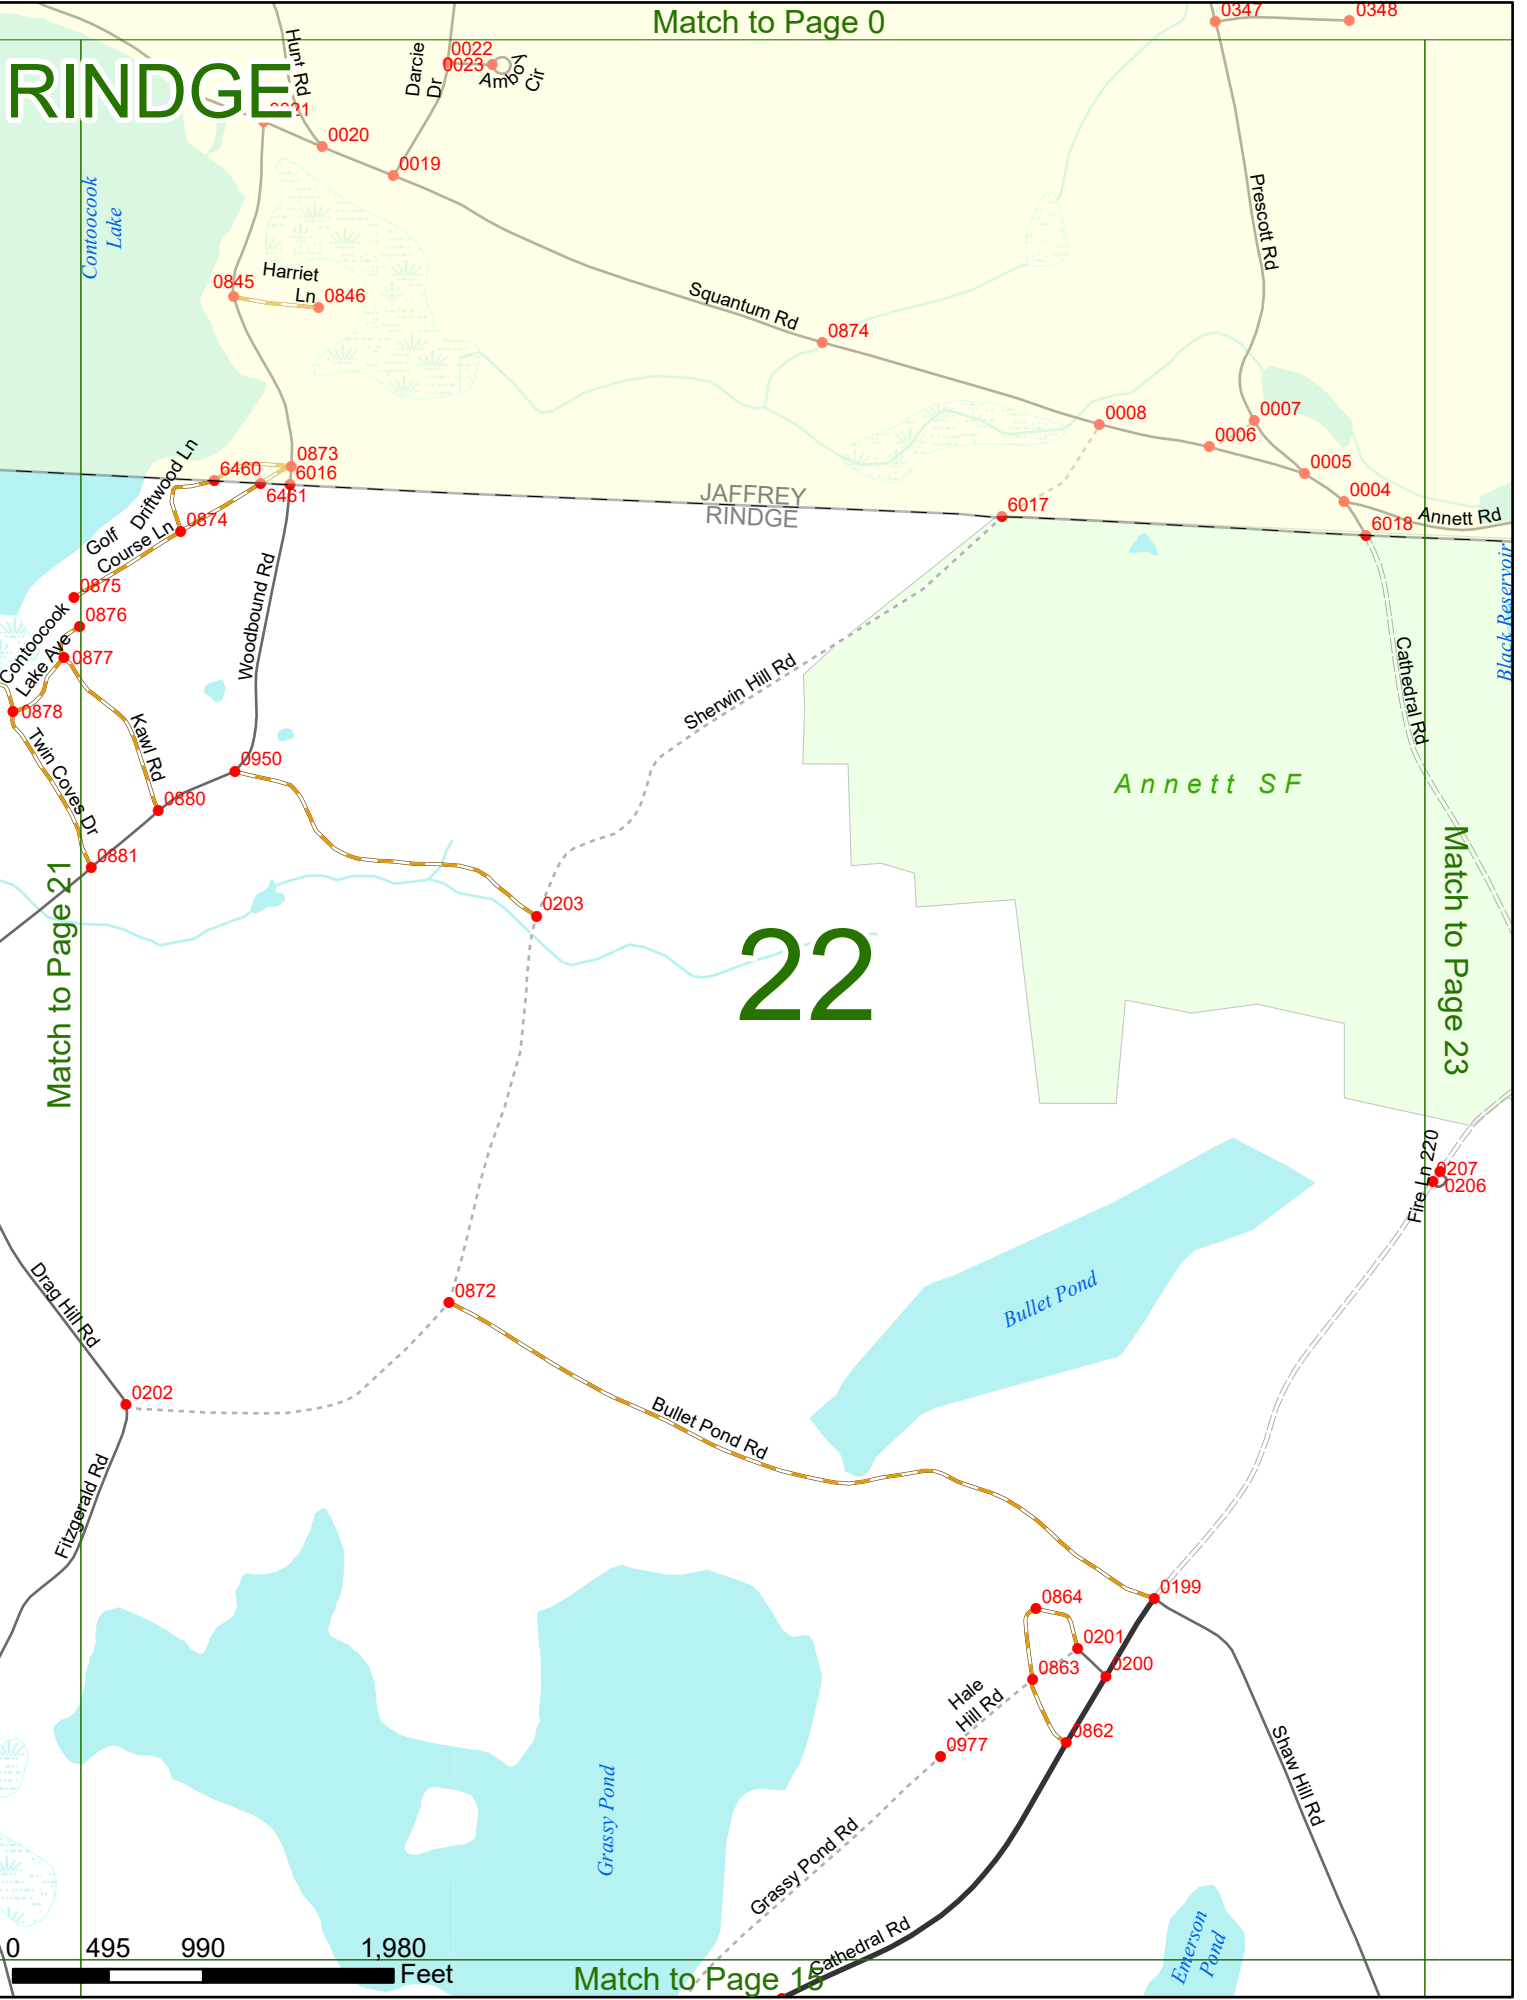 Match to Page 0
0347
0348
RINDGE
Hunt Rd
Darcie
Dr
0022
0023
Amboy
Cir
0020
0019
Contoocook
Lake
Prescott Rd
Harriet
Ln
0845
0846
Squantum Rd
0874
0008
0007
0006
0005
0004
Annett Rd
6018
Driftwood Ln
0873
6460
6016
6461
JAFFREY
RINDGE
6017
Golf
Course Ln
0874
0875
0876
Contoocook
Lake Ave
0877
0878
Woodbound Rd
Black Reservoir
Cathedral Rd
Sherwin Hill Rd
Kawl Rd
Twin Coves Dr
0950
0880
0881
Annett SF
Match to Page 21
Match to Page 23
0203
22
Fire Ln 220
0207
0206
Bullet Pond
0872
Drag Hill Rd
0202
Bullet Pond Rd
Fitzgerald Rd
0199
0864
0201
0200
0863
Hale
Hill Rd
0862
0977
Shaw Hill Rd
Grassy Pond
Grassy Pond Rd
Cathedral Rd
Emerson
Pond
0 495 990 1,980
Feet
Match to Page 15